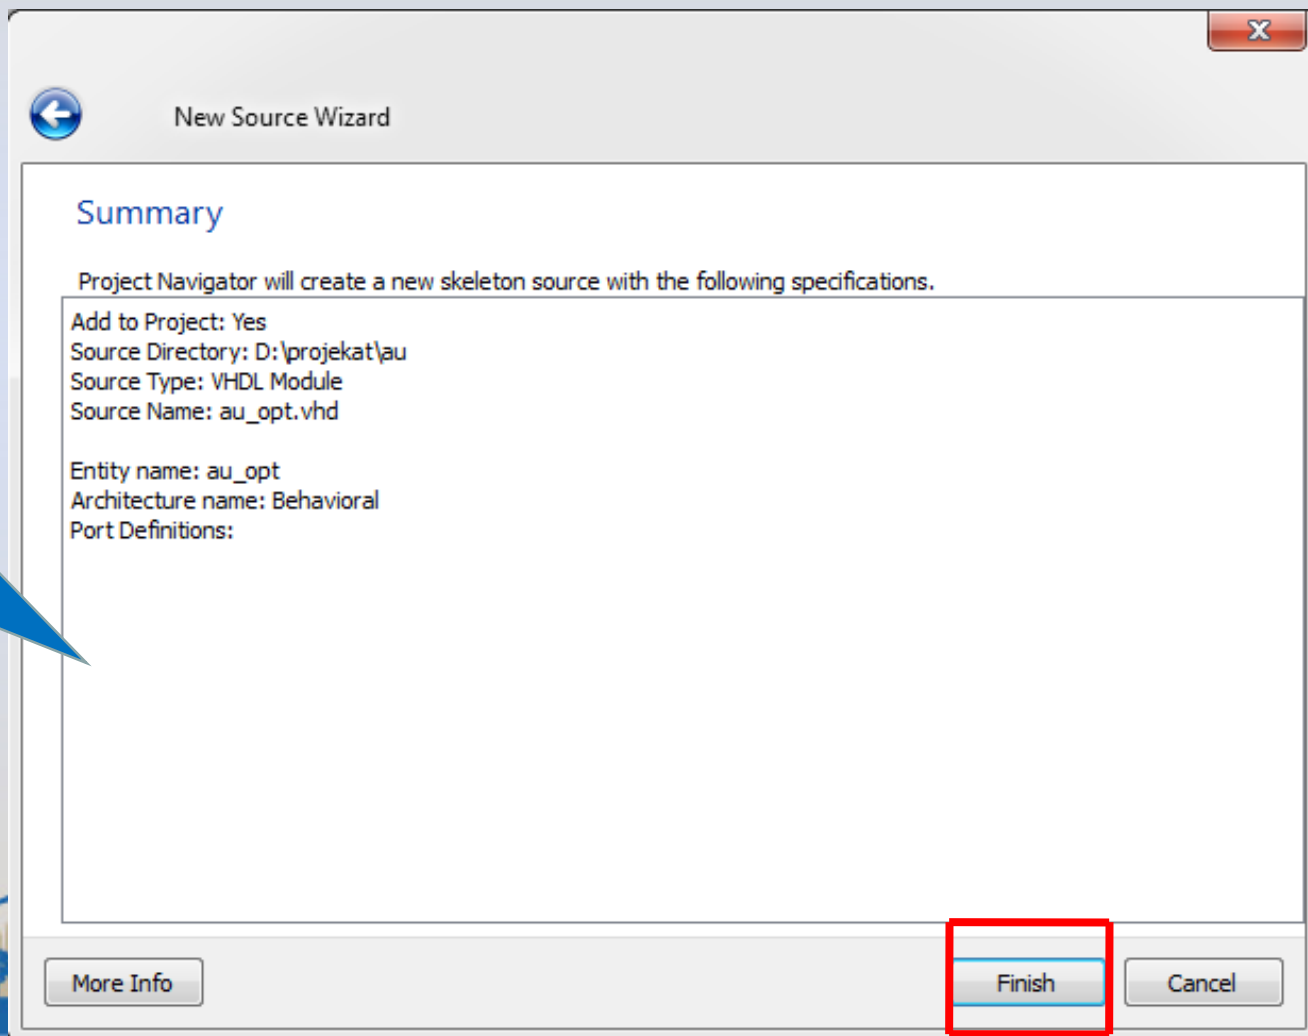 New Source Wizard
Summary
Project Navigator will create a new skeleton source with the following specifications.
Add to Project: Yes
Source Directory: D:\projekat\au
Source Type: VHDL Module
Source Name: au_opt.vhd
Entity name: au_opt
Architecture name: Behavioral
Port Definitions:
More Info
Finish
Cancel